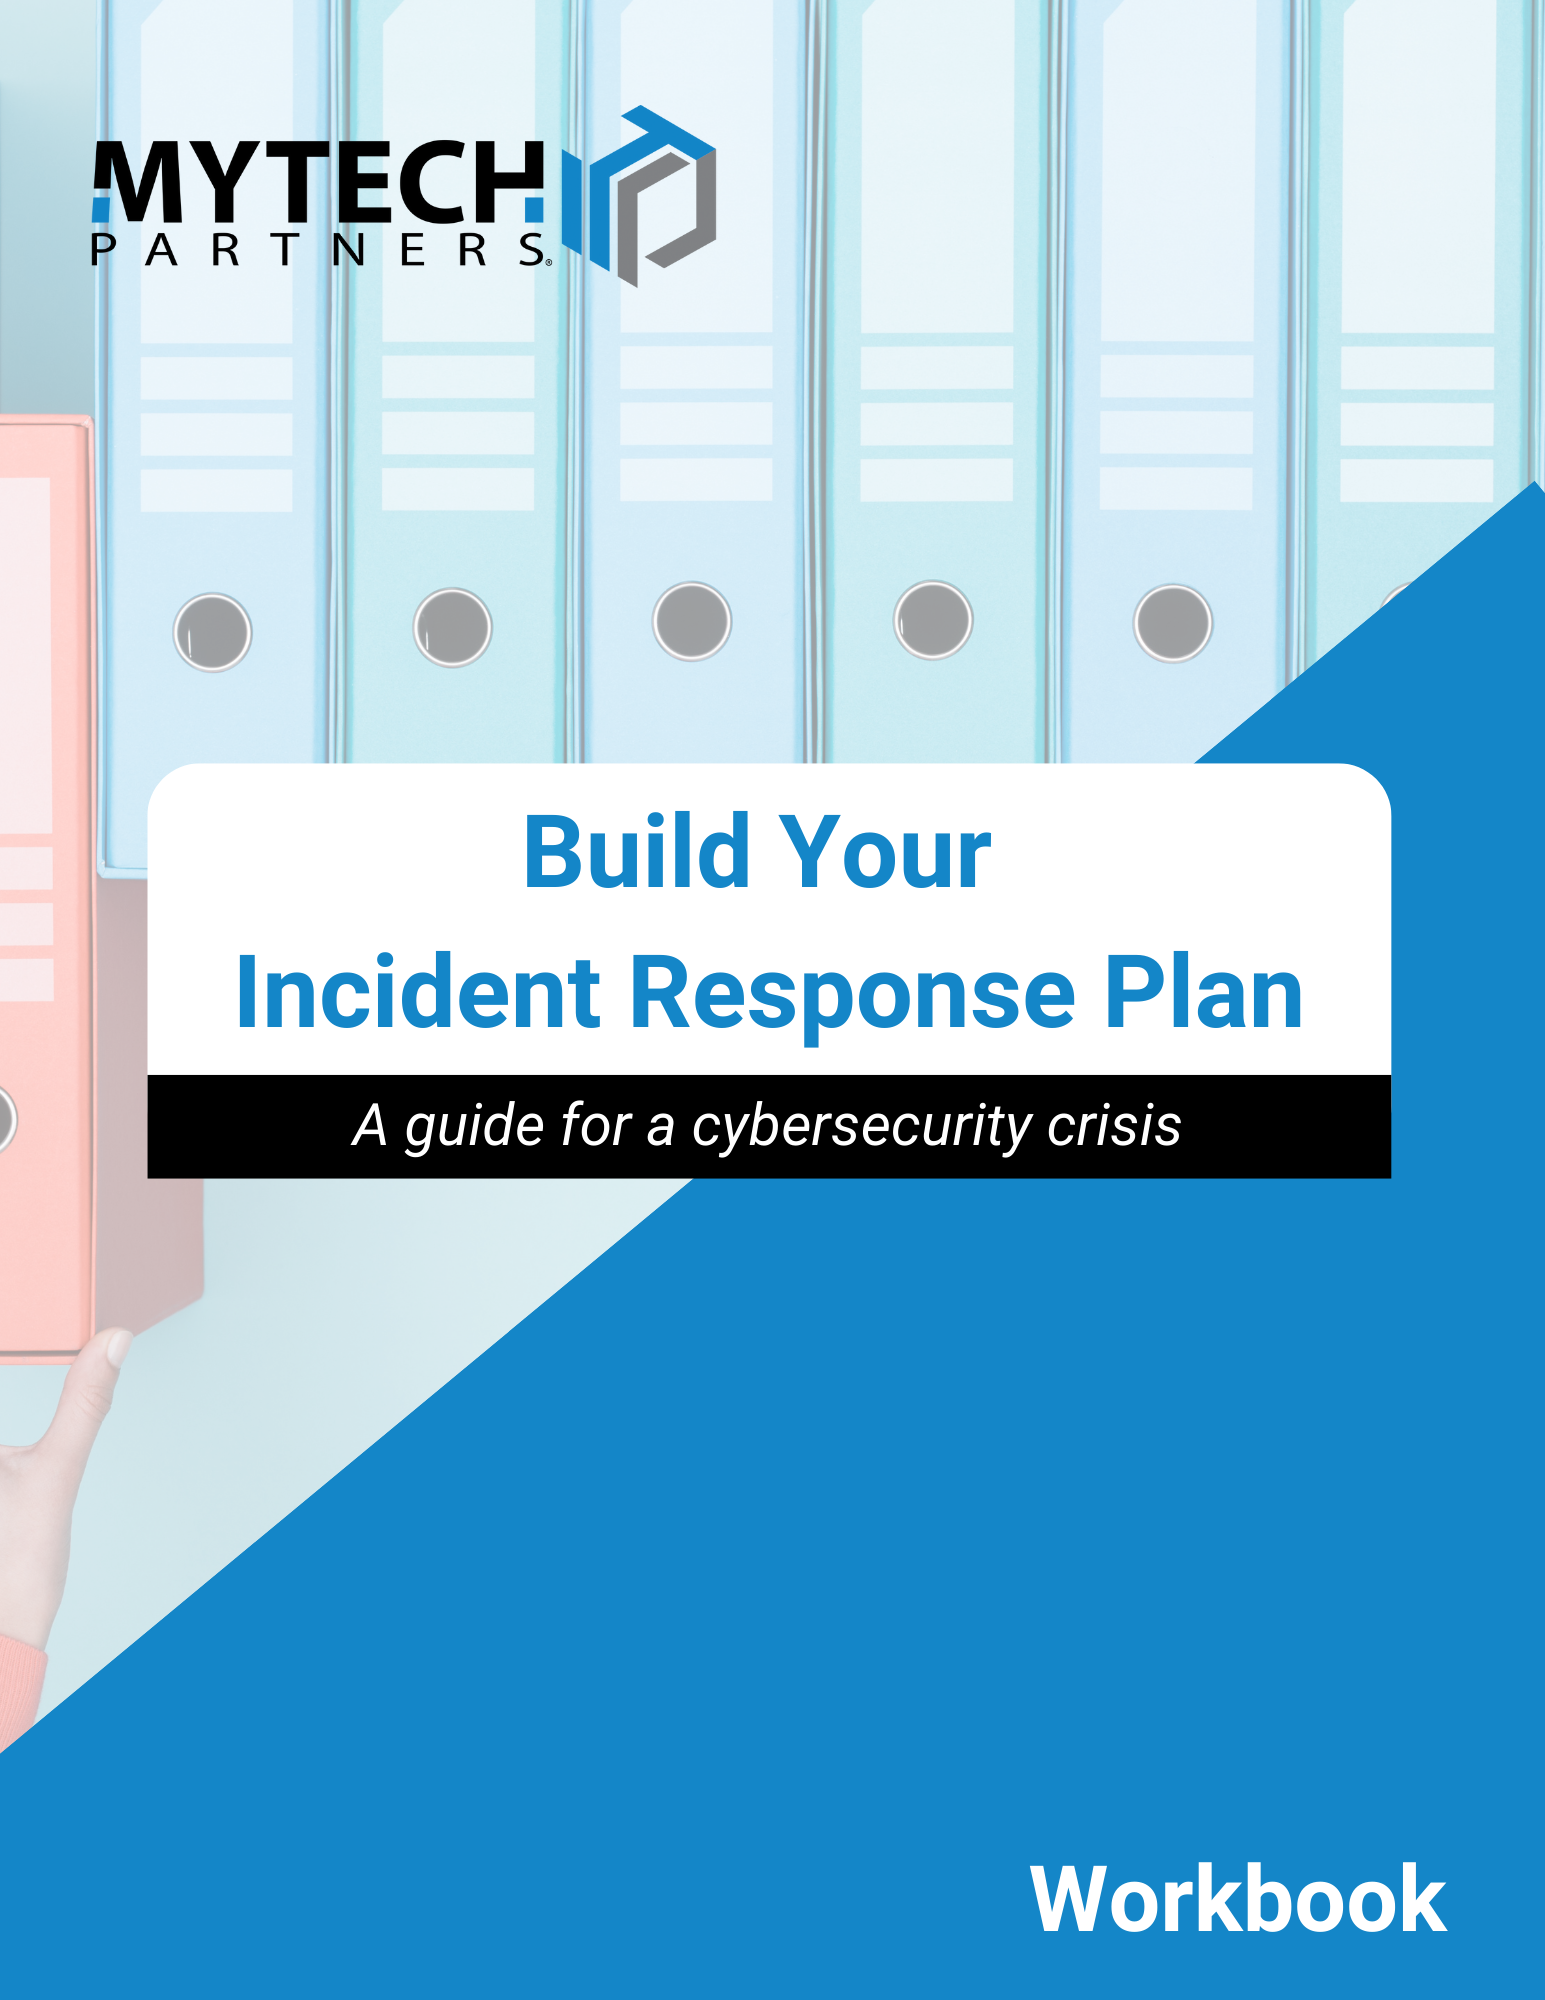 MYTECH
PARTNERS®
Build Your
Incident Response Plan
A guide for a cybersecurity crisis
Workbook